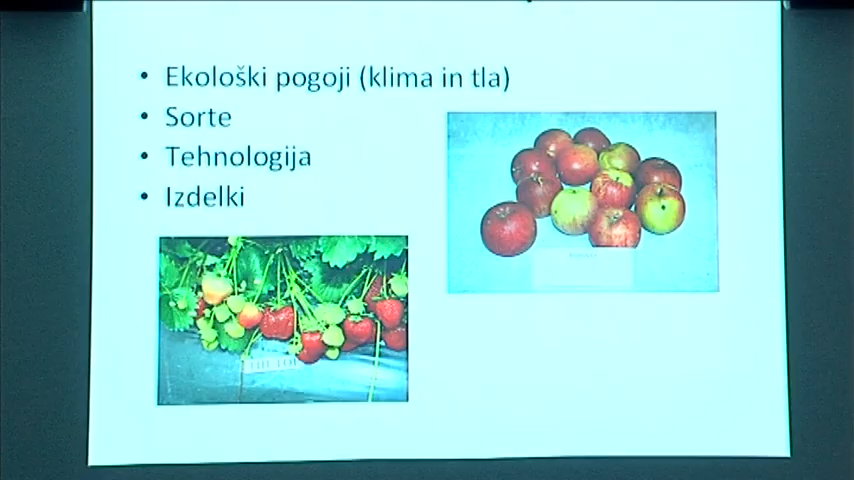 • Ekološki pogoji (klima in tla)
• Sorte
• Tehnologija
• Izdelki